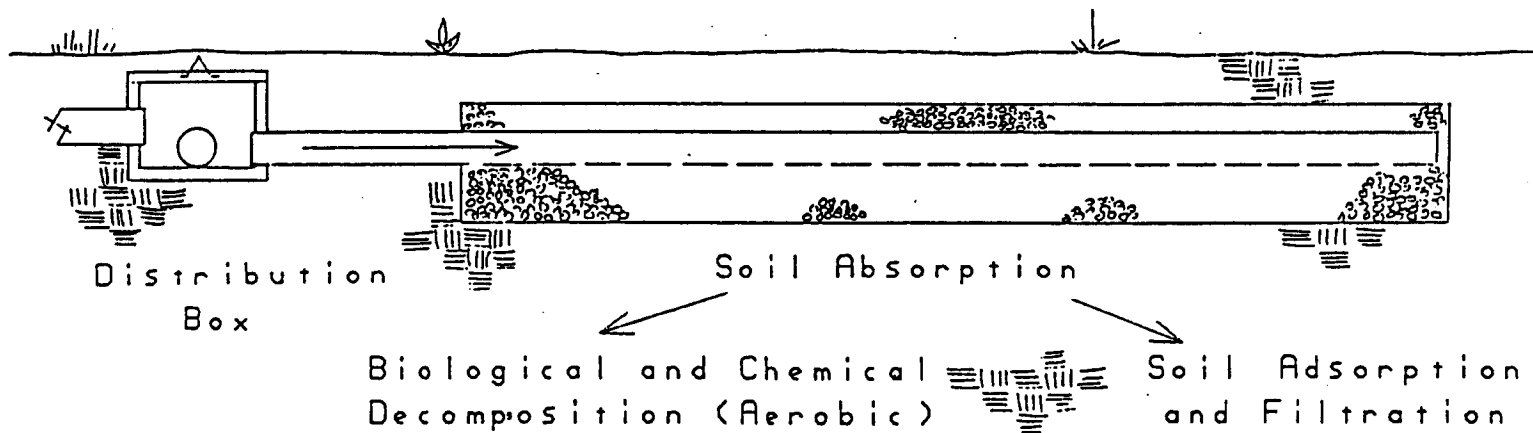 Distribution
Box
Soil Absorption
Biological and Chemical
Decomposition (Aerobic)
Soil Adsorption
and Filtration